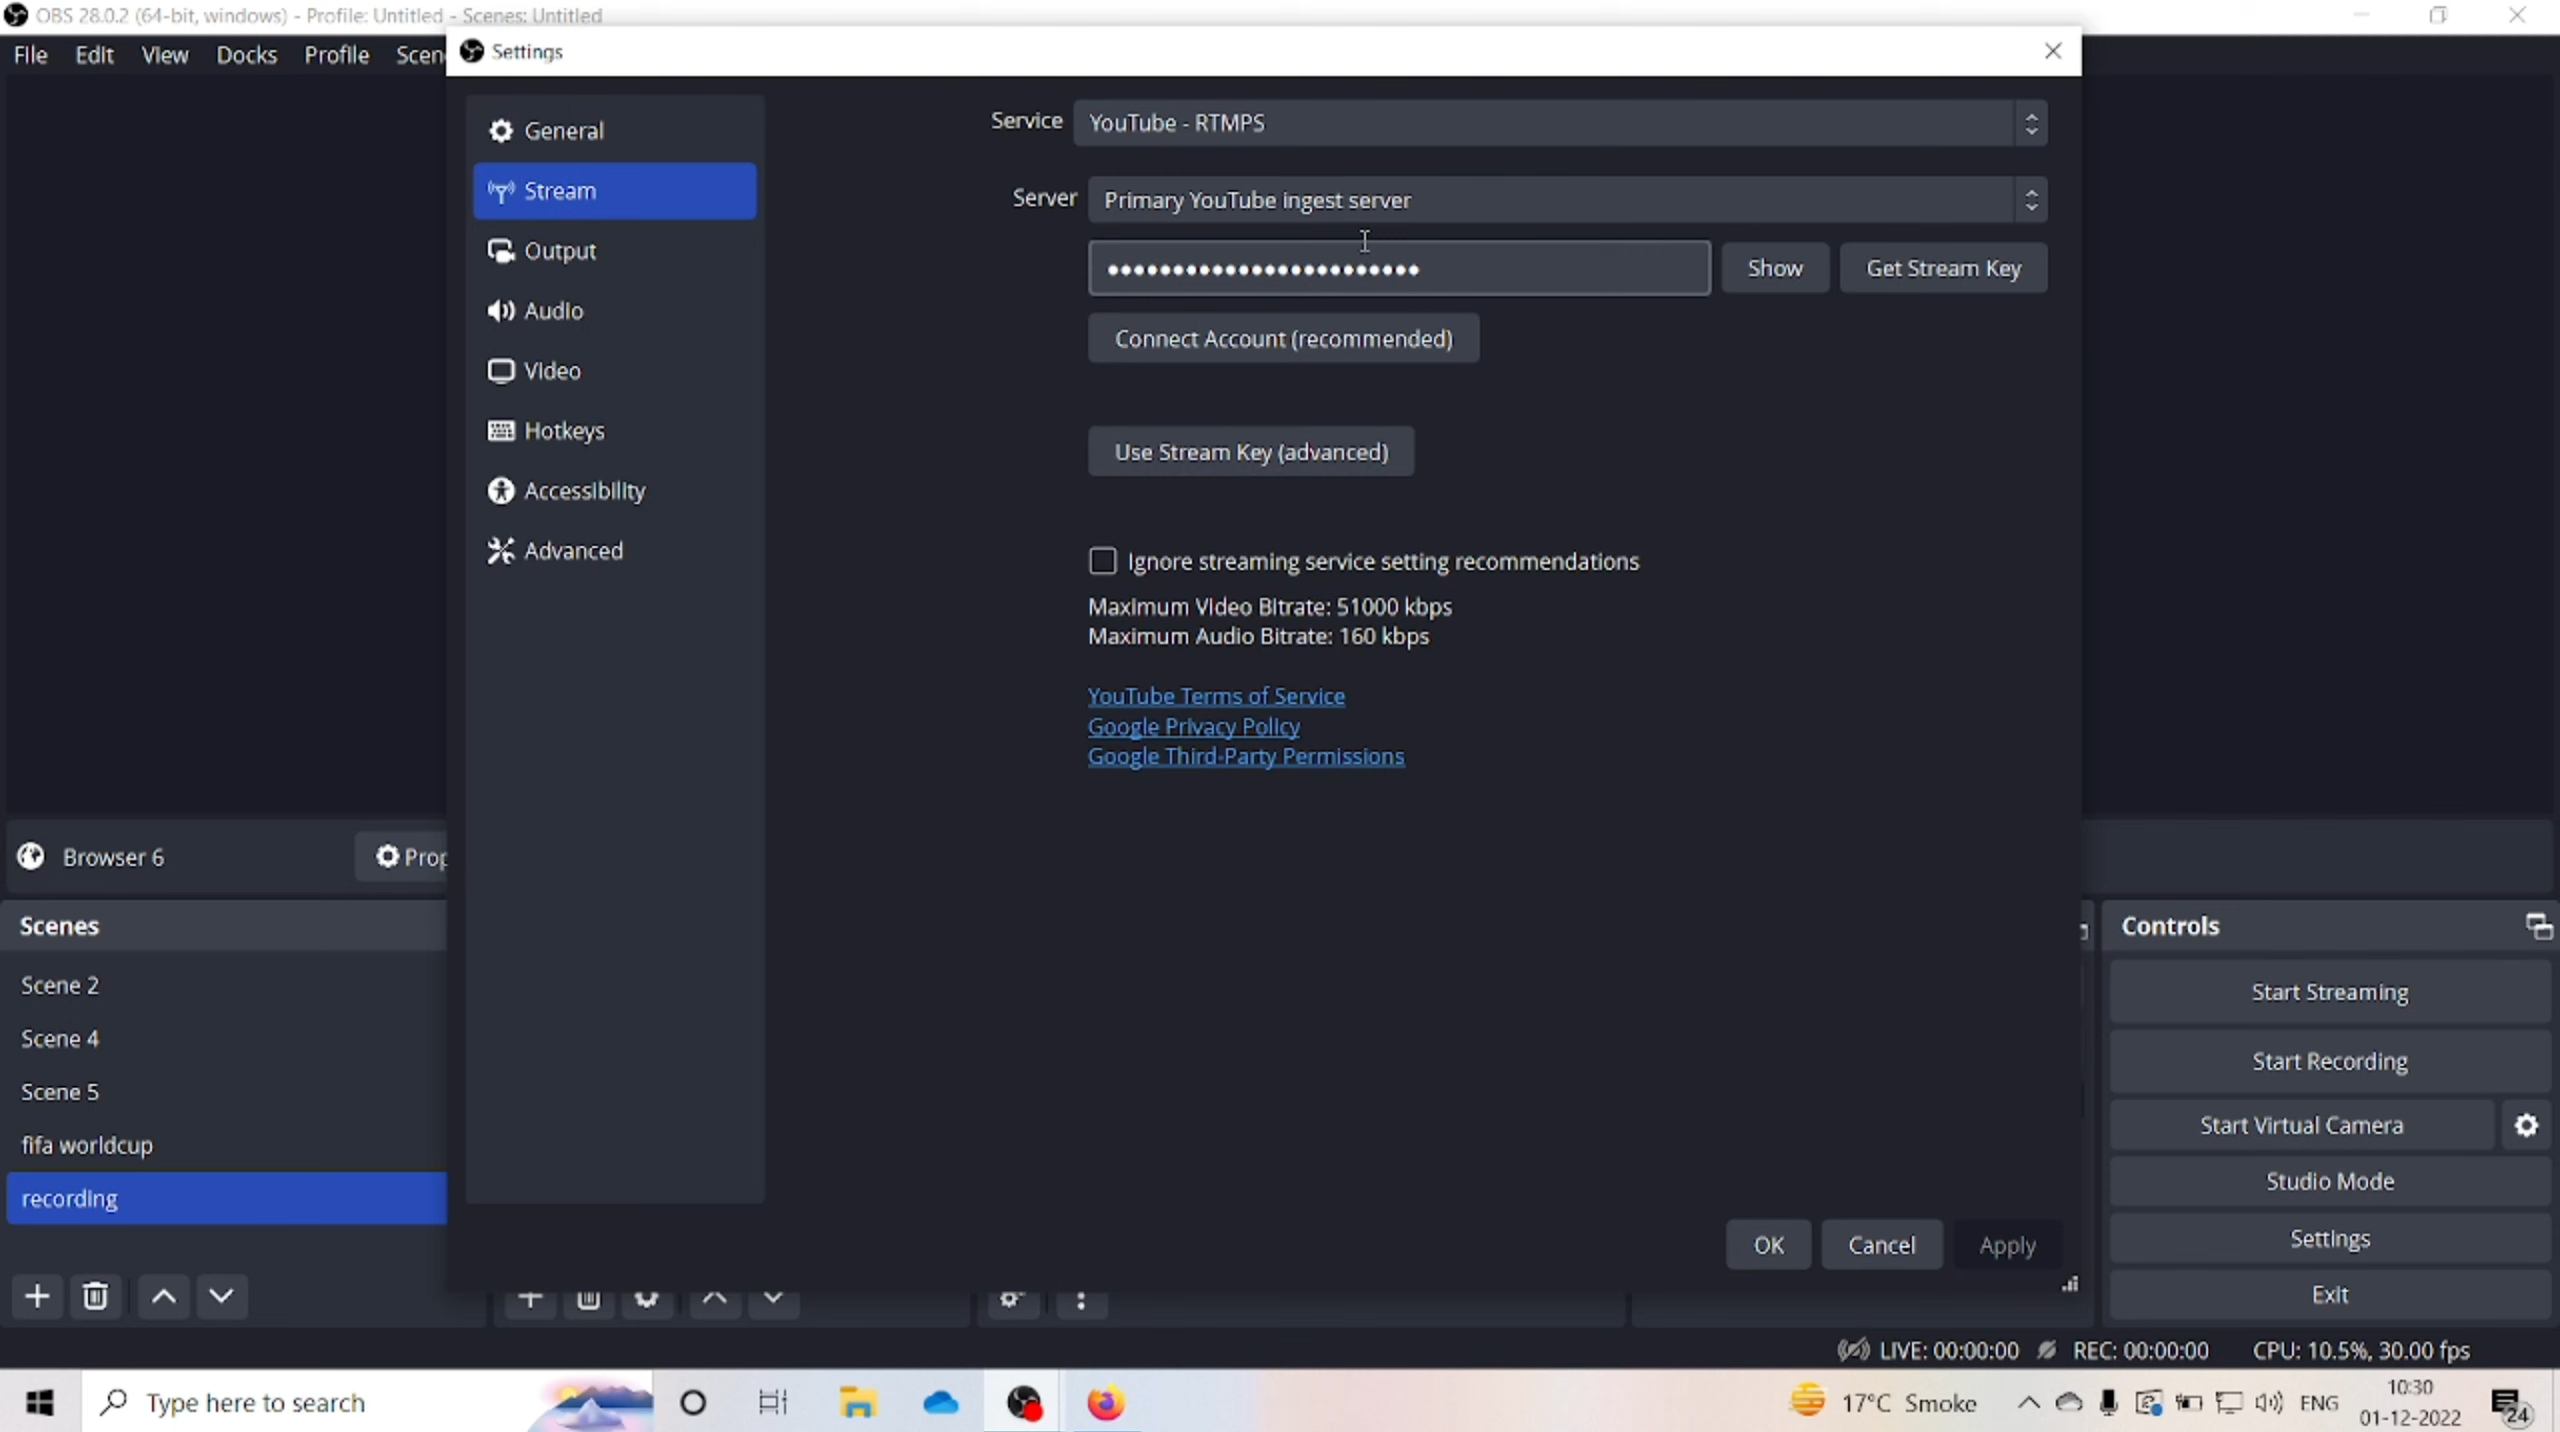 OBS 28.0.2 (64-bit, windows) - Profile: Untitled - Scenes: Untitled
File Edit View Docks Profile Scen
Settings
General
Stream
Output
Audio
Video
Hotkeys
Accessibility
Advanced
Service YouTube - RTMPS
Server Primary YouTube ingest server
●●●●●●●●●●●●●●●●●●●●●●●● Show Get Stream Key
Connect Account (recommended)
Use Stream Key (advanced)
Ignore streaming service setting recommendations
Maximum Video Bitrate: 51000 kbps
Maximum Audio Bitrate: 160 kbps
YouTube Terms of Service
Google Privacy Policy
Google Third-Party Permissions
OK Cancel Apply
Browser 6 Prop
Scenes
Scene 2
Scene 4
Scene 5
fifa worldcup
recording
Controls
Start Streaming
Start Recording
Start Virtual Camera
Studio Mode
Settings
Exit
LIVE: 00:00:00 REC: 00:00:00 CPU: 10.5%, 30.00 fps
Type here to search
17°C Smoke
ENG
10:30
01-12-2022
24